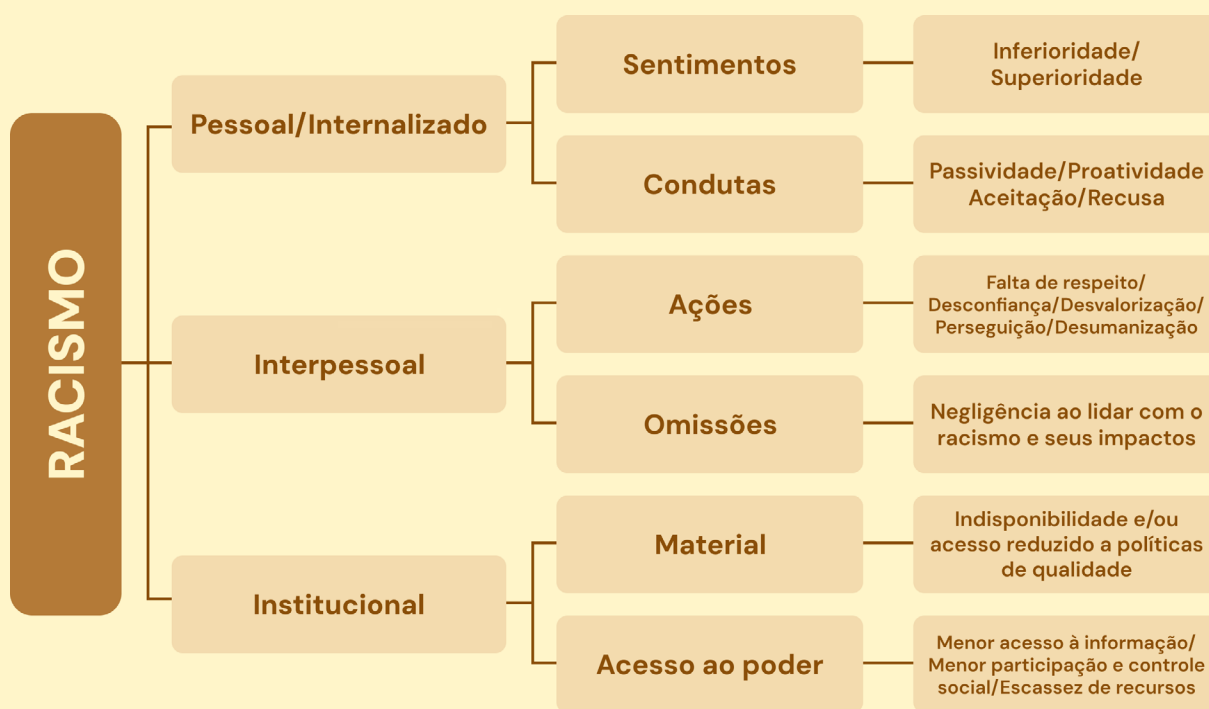 RACISMO
Pessoal/Internalizado
Sentimentos
Inferioridade/
Superioridade
Condutas
Passividade/Proatividade
Aceitação/Recusa
Interpessoal
Ações
Falta de respeito/
Desconfiança/Desvalorização/
Perseguição/Desumanização
Omissões
Negligência ao lidar com o
racismo e seus impactos
Institucional
Material
Indisponibilidade e/ou
acesso reduzido a políticas
de qualidade
Acesso ao poder
Menor acesso à informação/
Menor participação e controle
social/Escassez de recursos